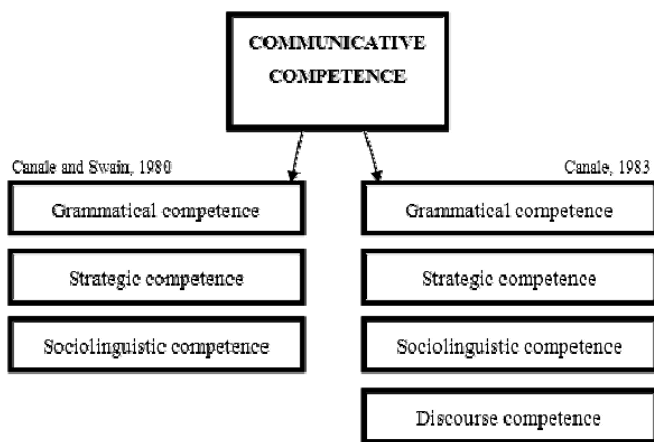 COMMUNICATIVE
COMPETENCE
Canale and Swain, 1980
Grammatical competence
Strategic competence
Sociolinguistic competence
Canale, 1983
Grammatical competence
Strategic competence
Sociolinguistic competence
Discourse competence